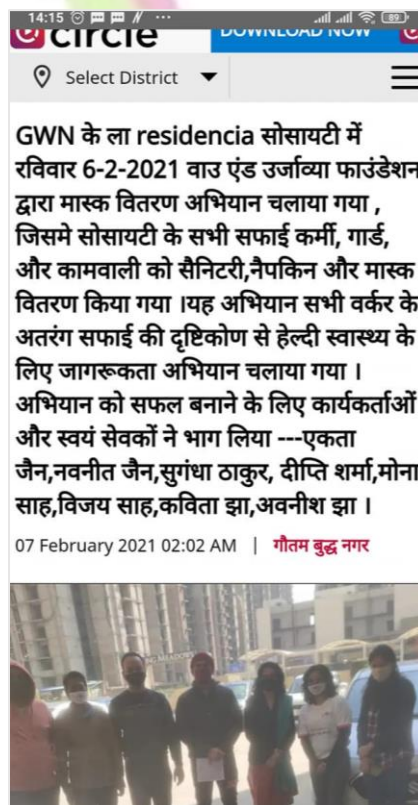 14:15
89
circle
DOWNLOAD NOW
Select District
GWN के ला residencia सोसायटी में
रविवार 6-2-2021 वाउ एंड उर्जाव्या फाउंडेशन
द्वारा मास्क वितरण अभियान चलाया गया ,
जिसमे सोसायटी के सभी सफाई कर्मी, गार्ड,
और कामवाली को सैनिटरी,नैपकिन और मास्क
वितरण किया गया ।यह अभियान सभी वर्कर के
अतरंग सफाई की दृष्टिकोण से हेल्दी स्वास्थ्य के
लिए जागरूकता अभियान चलाया गया ।
अभियान को सफल बनाने के लिए कार्यकर्ताओं
और स्वयं सेवकों ने भाग लिया ---एकता
जैन,नवनीत जैन,सुगंधा ठाकुर, दीप्ति शर्मा,मोना
साह,विजय साह,कविता झा,अवनीश झा ।
07 February 2021 02:02 AM | गौतम बुद्ध नगर